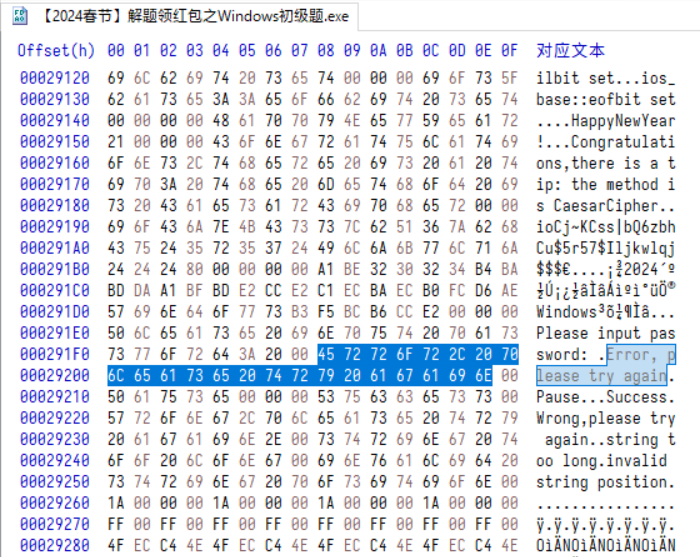 【2024春节】解题领红包之Windows初级题.exe
Offset(h) 00 01 02 03 04 05 06 07 08 09 0A 0B 0C 0D 0E 0F 对应文本
00029120 69 6C 62 69 74 20 73 65 74 00 00 00 69 6F 73 5F ilbit set...ios_
00029130 62 61 73 65 3A 3A 65 6F 66 62 69 74 20 73 65 74 base::eofbit set
00029140 00 00 00 00 48 61 70 70 79 4E 65 77 59 65 61 72 ....HappyNewYear
00029150 21 00 00 00 43 6F 6E 67 72 61 74 75 6C 61 74 69 !...Congratulati
00029160 6F 6E 73 2C 74 68 65 72 65 20 69 73 20 61 20 74 ons,there is a t
00029170 69 70 3A 20 74 68 65 20 6D 65 74 68 6F 64 20 69 ip: the method i
00029180 73 20 43 61 65 73 61 72 43 69 70 68 65 72 00 00 s CaesarCipher..
00029190 69 6F 43 6A 7E 4B 43 73 73 7C 62 51 36 7A 62 68 ioCj~KCss|bQ6zbh
000291A0 43 75 24 35 72 35 37 24 49 6C 6A 6B 77 6C 71 6A Cu$5r57$Iljkwlqj
000291B0 24 24 24 80 00 00 00 00 A1 BE 32 30 32 34 B4 BA $$$€....¡¾2024´º
000291C0 BD DA A1 BF BD E2 CC E2 C1 EC BA EC B0 FC D6 AE ½Ú¡¿½âÌâÁìºì°üÖ®
000291D0 57 69 6E 64 6F 77 73 B3 F5 BC B6 CC E2 00 00 00 Windows³õ¼¶Ìâ...
000291E0 50 6C 65 61 73 65 20 69 6E 70 75 74 20 70 61 73 Please input pas
000291F0 73 77 6F 72 64 3A 20 00 45 72 72 6F 72 2C 20 70 sword: .Error, p
00029200 6C 65 61 73 65 20 74 72 79 20 61 67 61 69 6E 00 lease try again.
00029210 50 61 75 73 65 00 00 00 53 75 63 63 65 73 73 00 Pause...Success.
00029220 57 72 6F 6E 67 2C 70 6C 65 61 73 65 20 74 72 79 Wrong,please try
00029230 20 61 67 61 69 6E 2E 00 73 74 72 69 6E 67 20 74 again..string t
00029240 6F 6F 20 6C 6F 6E 67 00 69 6E 76 61 6C 69 64 20 oo long.invalid
00029250 73 74 72 69 6E 67 20 70 6F 73 69 74 69 6F 6E 00 string position.
00029260 1A 00 00 00 1A 00 00 00 1A 00 00 00 1A 00 00 00 ................
00029270 FF 00 FF 00 FF 00 FF 00 FF 00 FF 00 FF 00 FF 00 ÿ.ÿ.ÿ.ÿ.ÿ.ÿ.ÿ.ÿ.
00029280 4F EC C4 4E 4F EC C4 4E 4F EC C4 4E 4F EC C4 4E OìÄNOìÄNOìÄNOìÄN